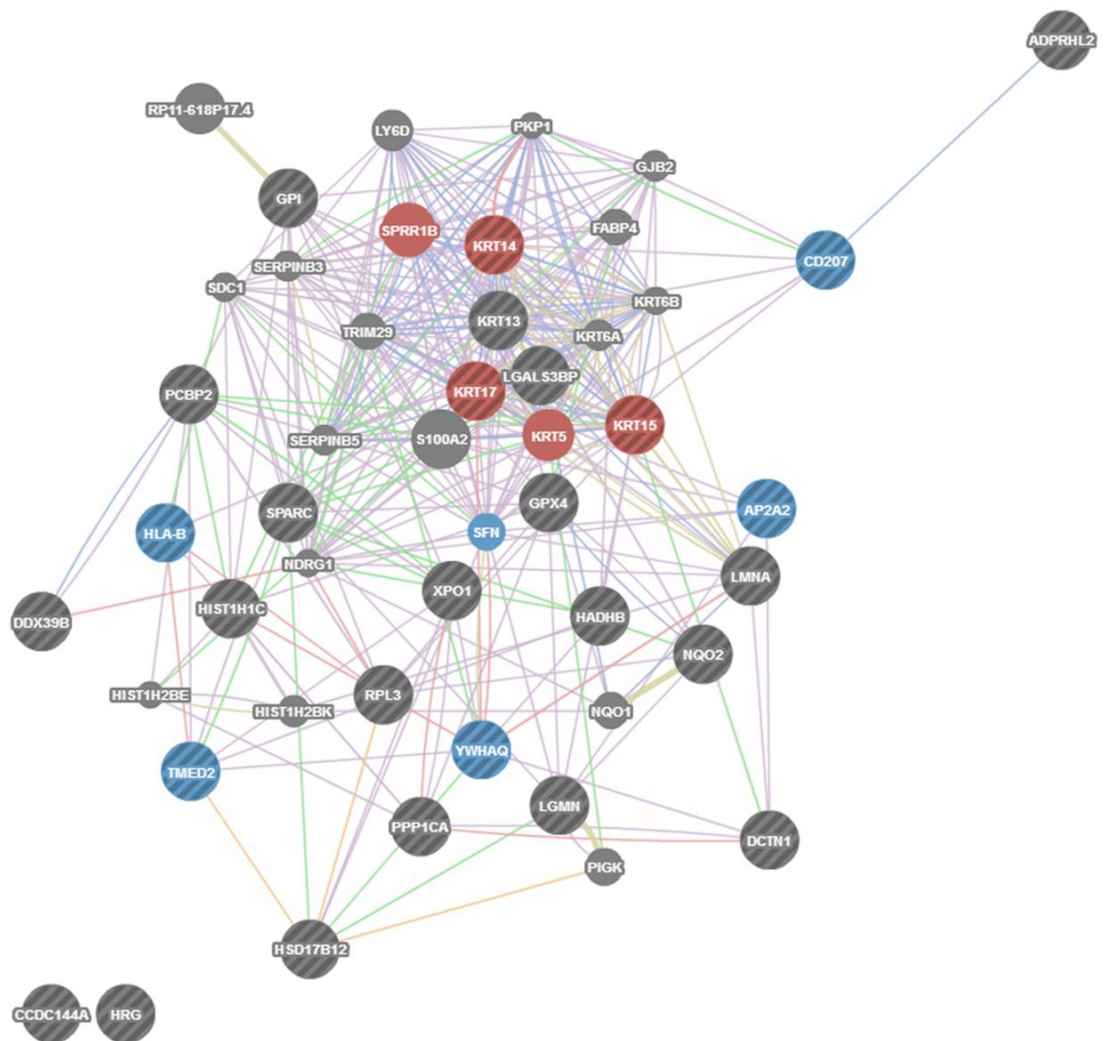 ADPRHL2
RP11-618P17.4
LY6D
PKP1
GJB2
GPI
SPRR1B
KRT14
FABP4
CD207
SERPINB3
SDC1
KRT6B
TRIM29
KRT13
KRT6A
LGALS3BP
PCBP2
KRT17
SERPINB5
S100A2
KRT5
KRT15
SPARC
GPX4
AP2A2
HLA-B
SFN
NDRG1
LMNA
DDX39B
HIST1H1C
XPO1
HADHB
NQO2
HIST1H2BE
HIST1H2BK
RPL3
NQO1
TMED2
YWHAQ
PPP1CA
LGMN
DCTN1
PIGK
HSD17B12
CCDC144A
HRG